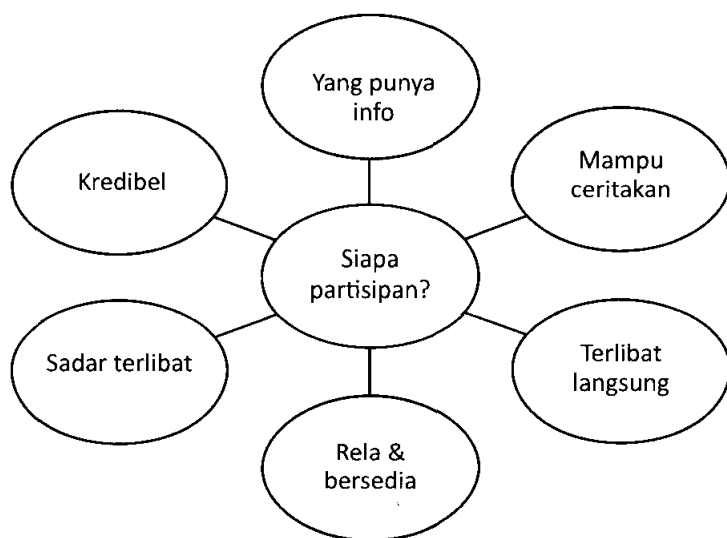 Yang punya
info
Kredibel
Mampu
ceritakan
Siapa
partisipan?
Sadar terlibat
Terlibat
langsung
Rela &
bersedia